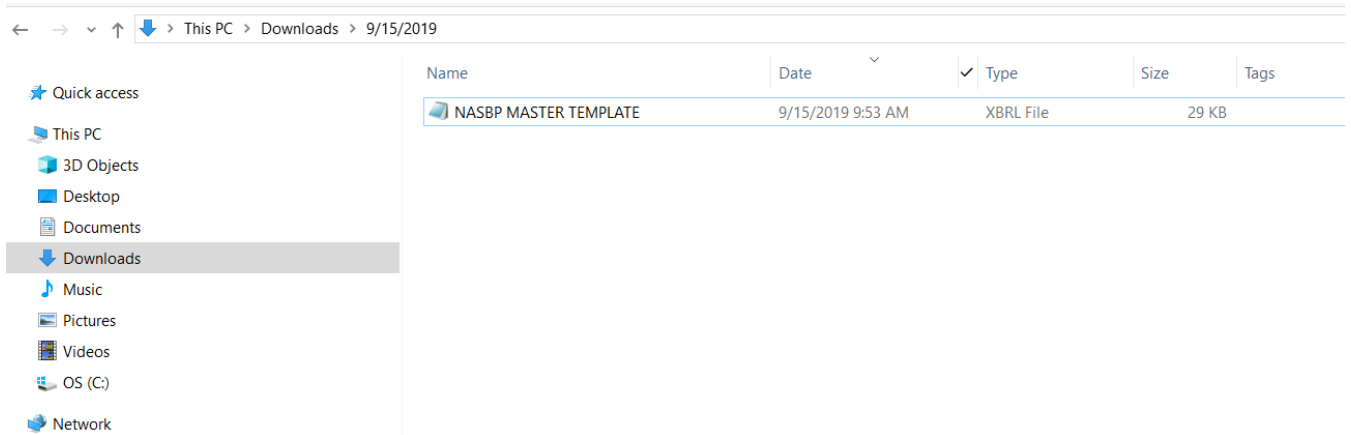 This PC > Downloads > 9/15/2019
Name Date Type Size Tags
Quick access
NASBP MASTER TEMPLATE 9/15/2019 9:53 AM XBRL File 29 KB
This PC
3D Objects
Desktop
Documents
Downloads
Music
Pictures
Videos
OS (C:)
Network